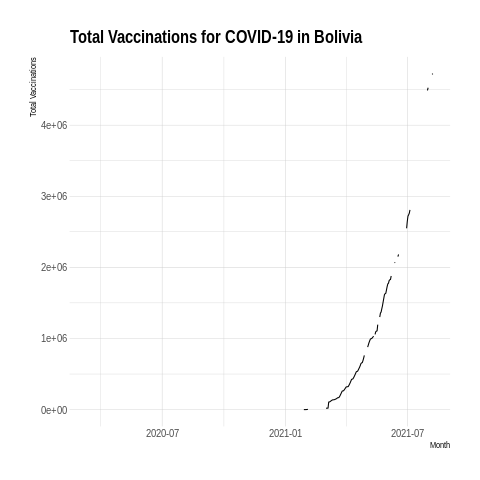 Total Vaccinations for COVID-19 in Bolivia
Total Vaccinations
4e+06
3e+06
2e+06
1e+06
0e+00
2020-07
2021-01
2021-07
Month